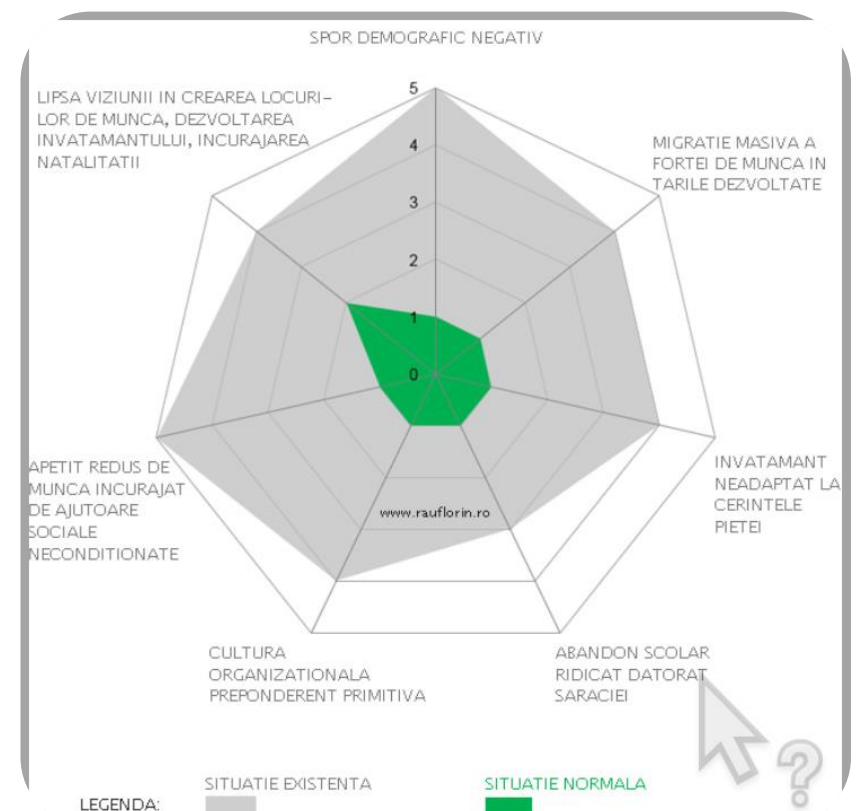 SPOR DEMOGRAFIC NEGATIV
LIPSA VIZIUNII IN CREAREA LOCURI-
LOR DE MUNCA, DEZVOLTAREA
INVATAMANTULUI, INCURAJAREA
NATALITATII
MIGRATIE MASIVA A
FORTEI DE MUNCA IN
TARILE DEZVOLTATE
5
4
3
2
1
0
APETIT REDUS DE
MUNCA INCURAJAT
DE AJUTOARE
SOCIALE
NECONDITIONATE
INVATAMANT
NEADAPTAT LA
CERINTELE
PIETEI
www.rauflorin.ro
CULTURA
ORGANIZATIONALA
PREPONDERENT PRIMITIVA
ABANDON SCOLAR
RIDICAT DATORAT
SARACIEI
?
SITUATIE EXISTENTA
SITUATIE NORMALA
LEGENDA: